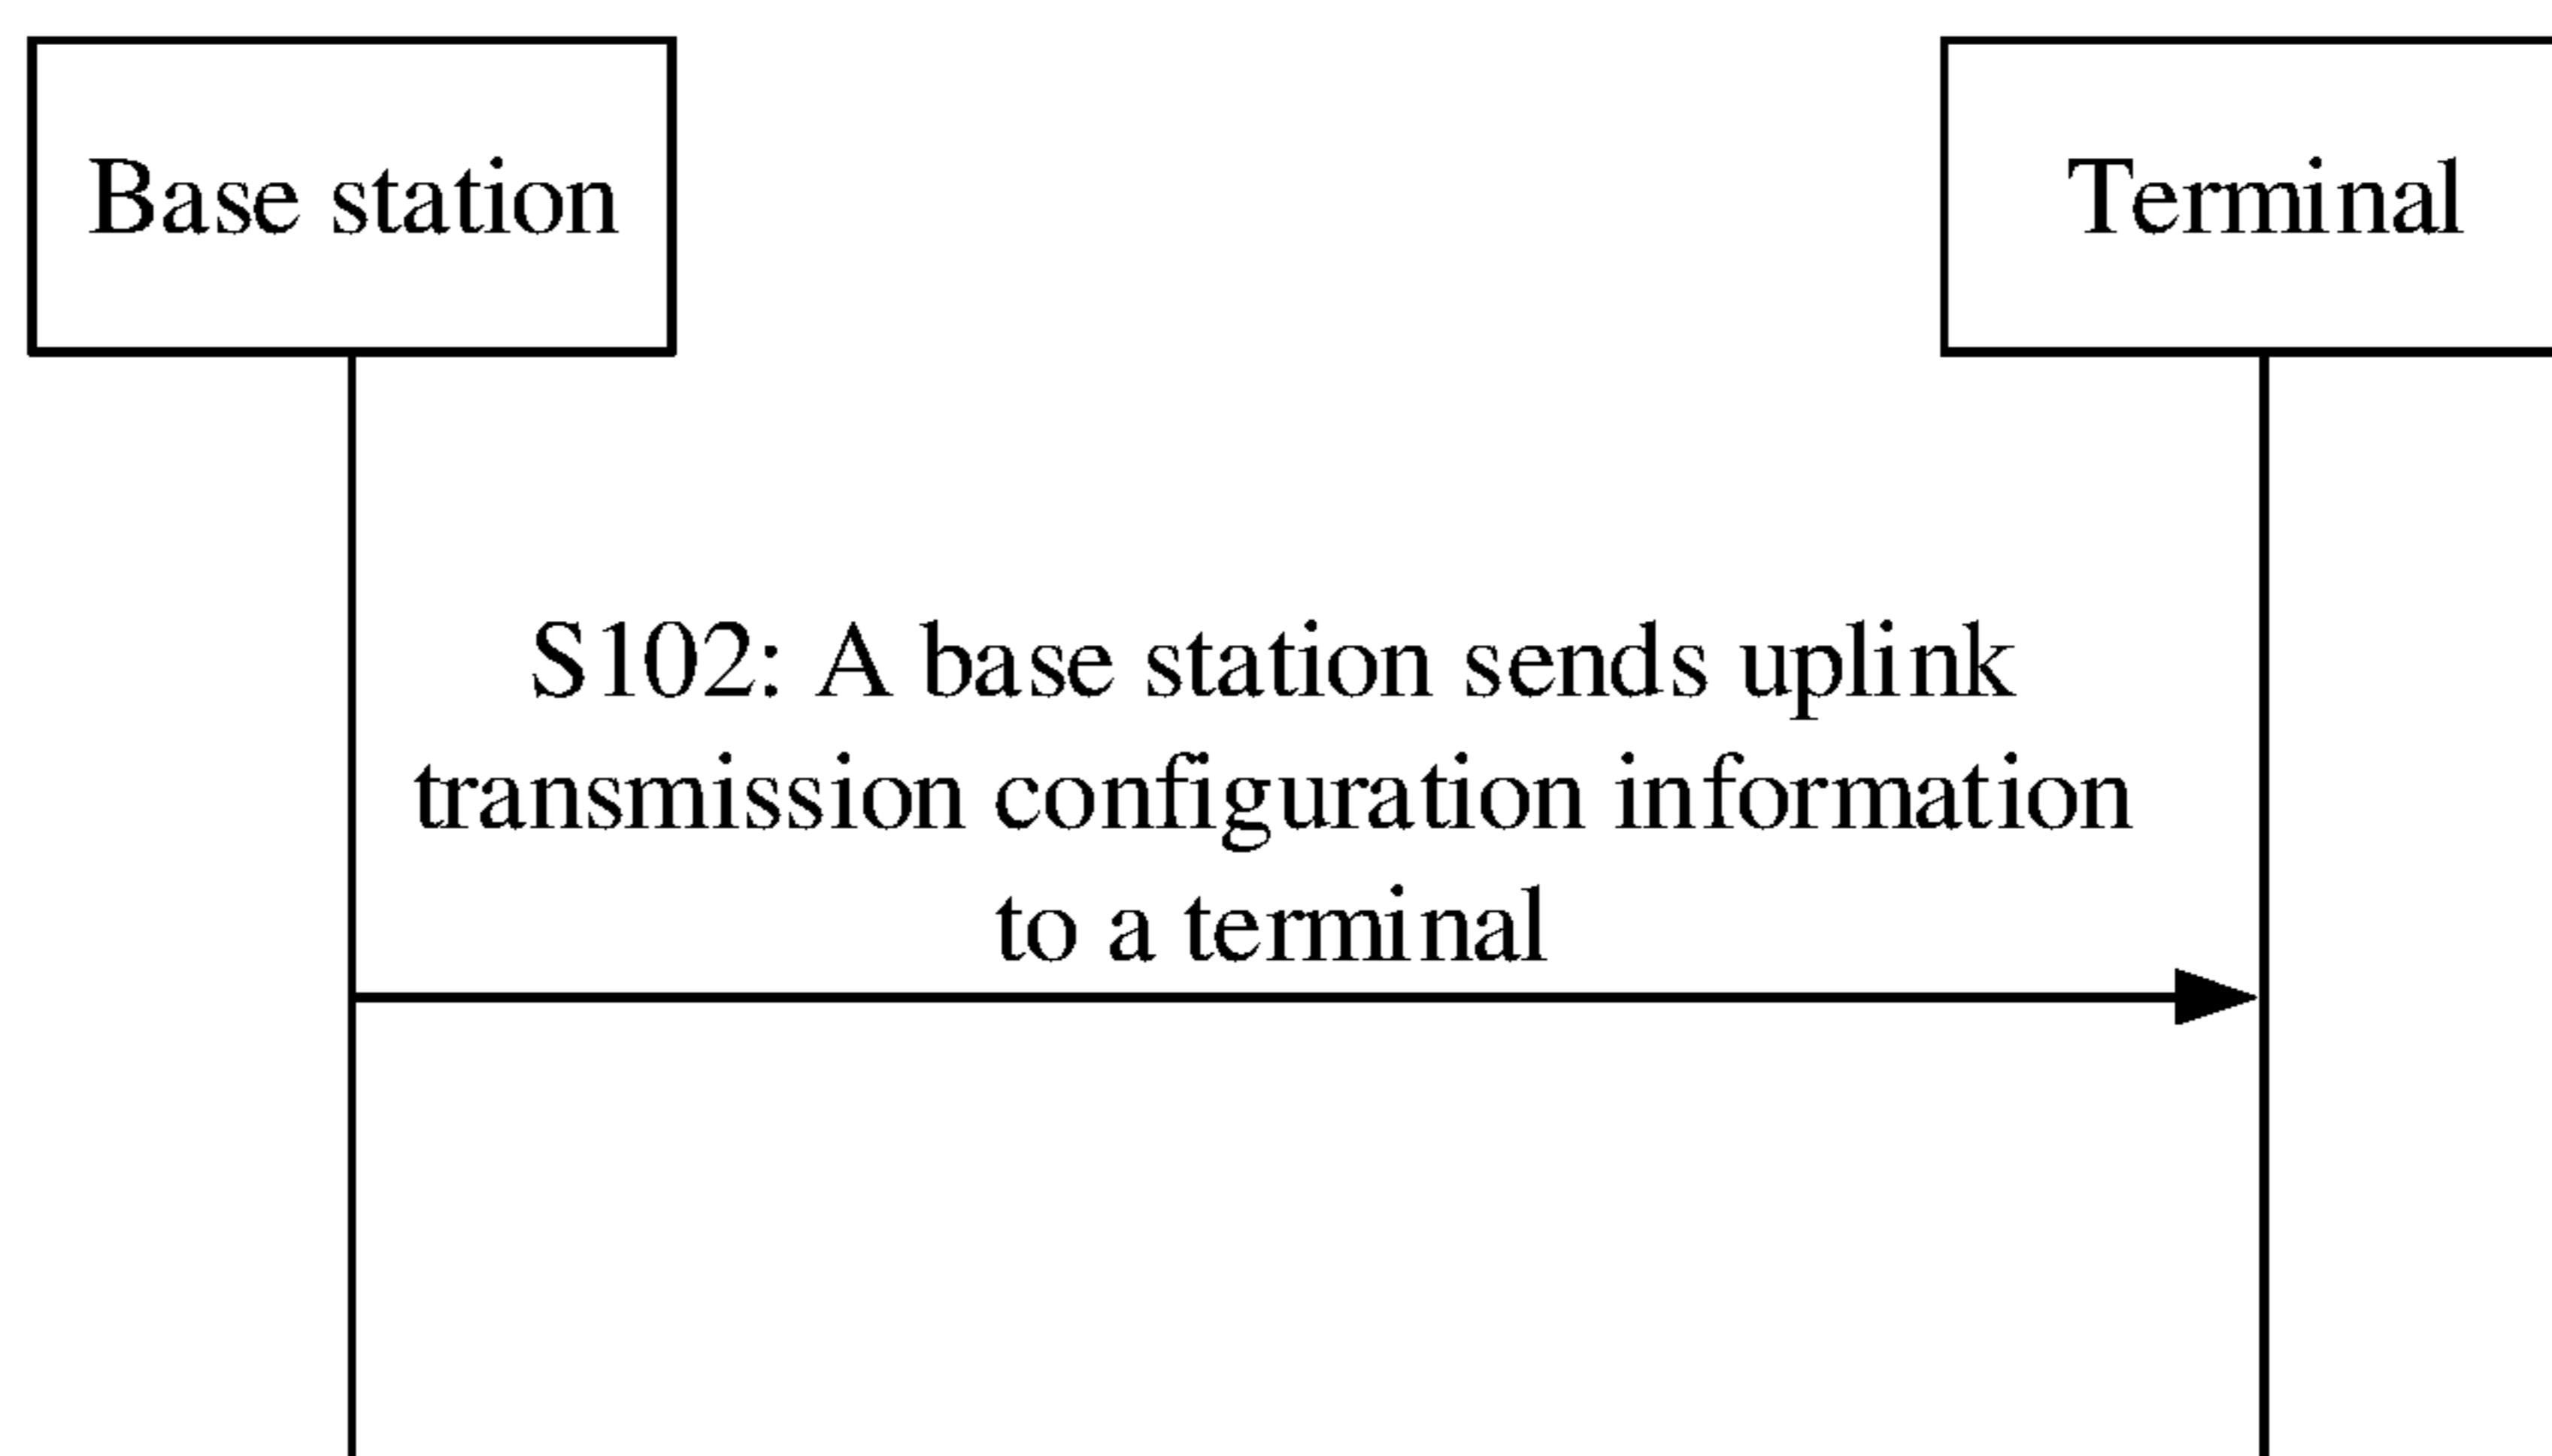 Base station
Terminal
S102: A base station sends uplink
transmission configuration information
to a terminal